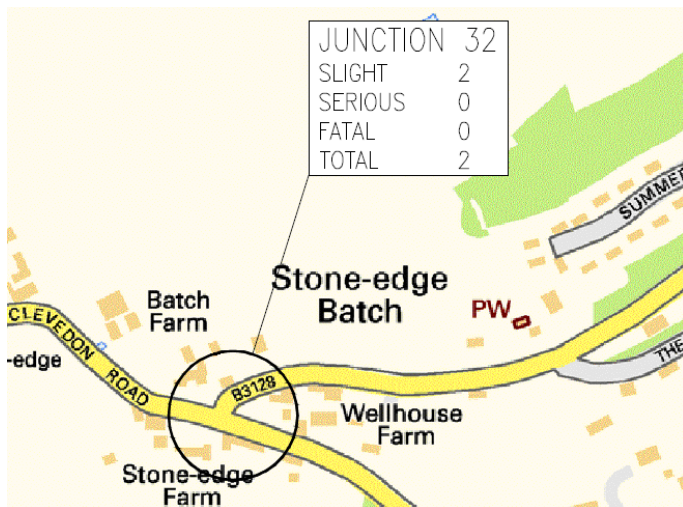 JUNCTION 32
SLIGHT 2
SERIOUS 0
FATAL 0
TOTAL 2
SUMMER
Stone-edge
Batch
Batch
Farm
PW
CLEVEDON
ROAD
-edge
THE
B3128
Wellhouse
Farm
Stone-edge
Farm